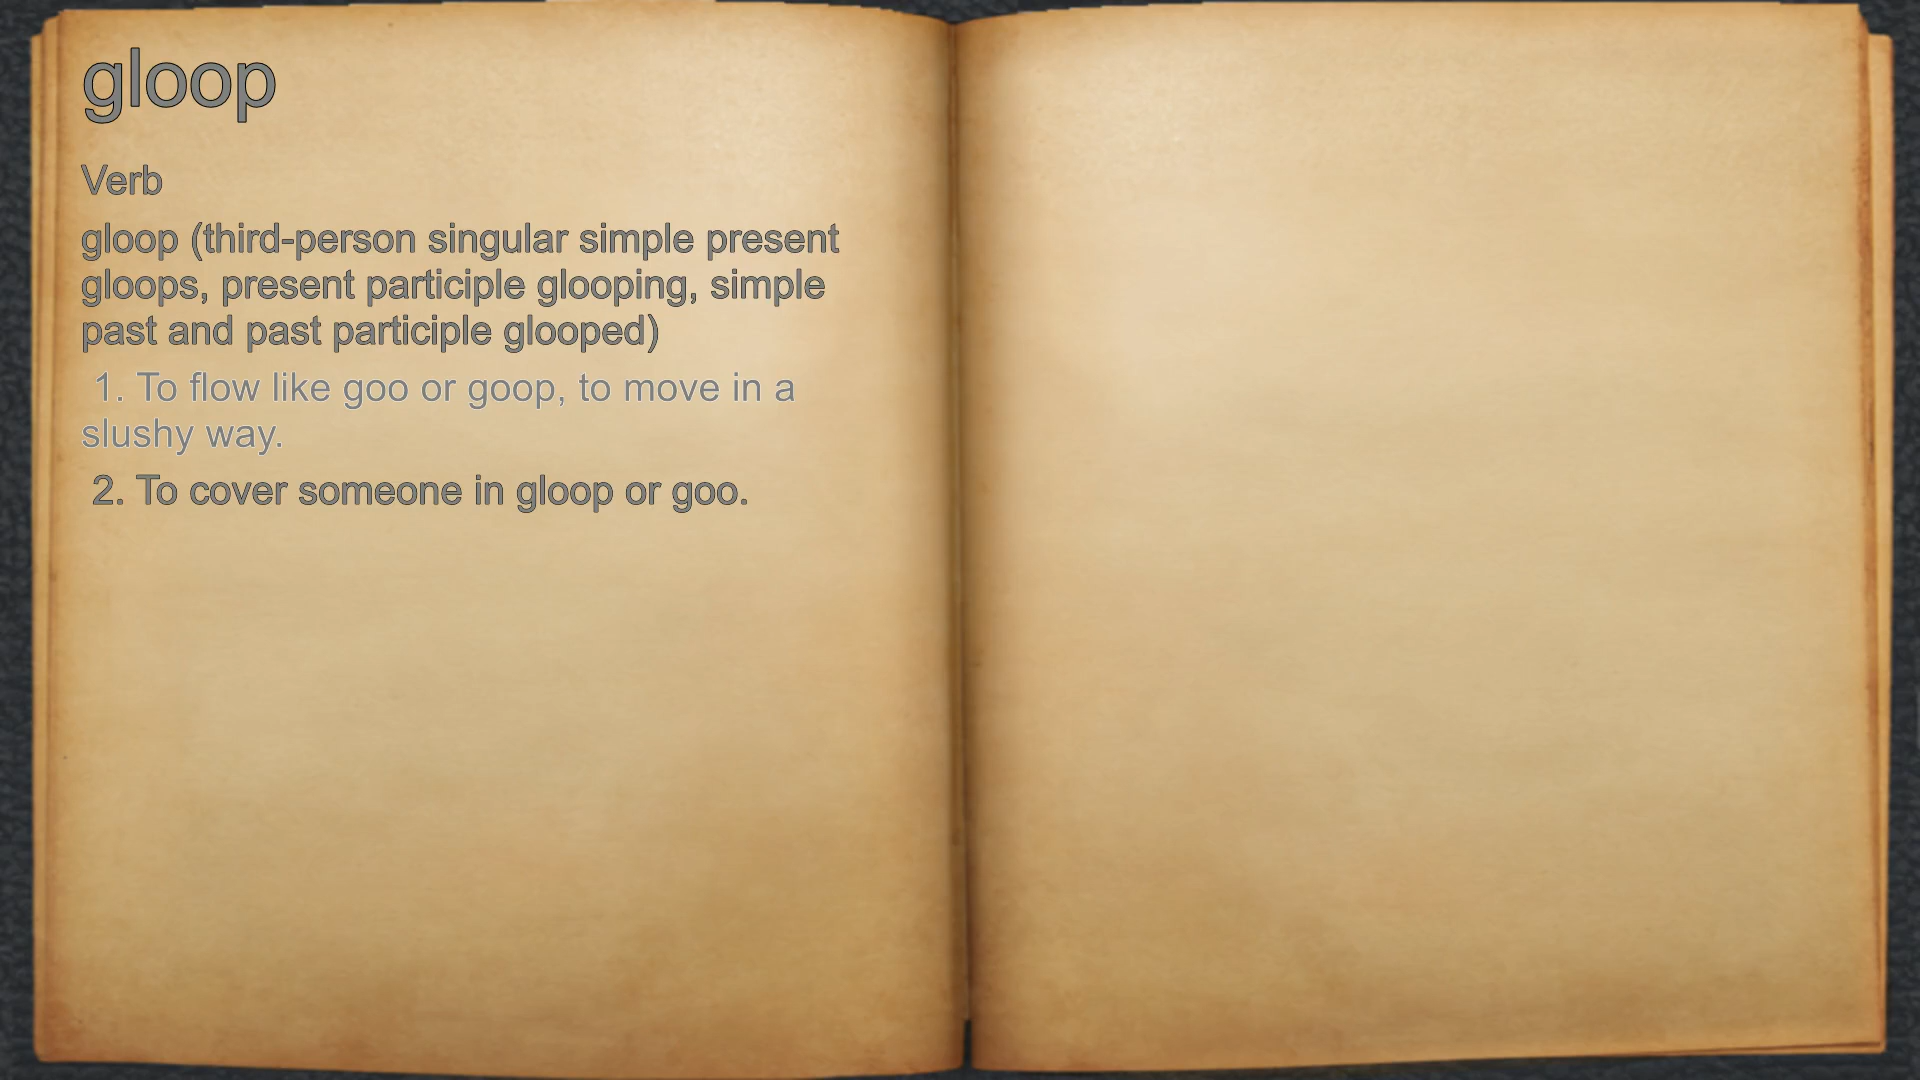 gloop
Verb
gloop (third-person singular simple present
gloops, present participle glooping, simple
past and past participle glooped)
1. To flow like goo or goop, to move in a
slushy way.
2. To cover someone in gloop or goo.